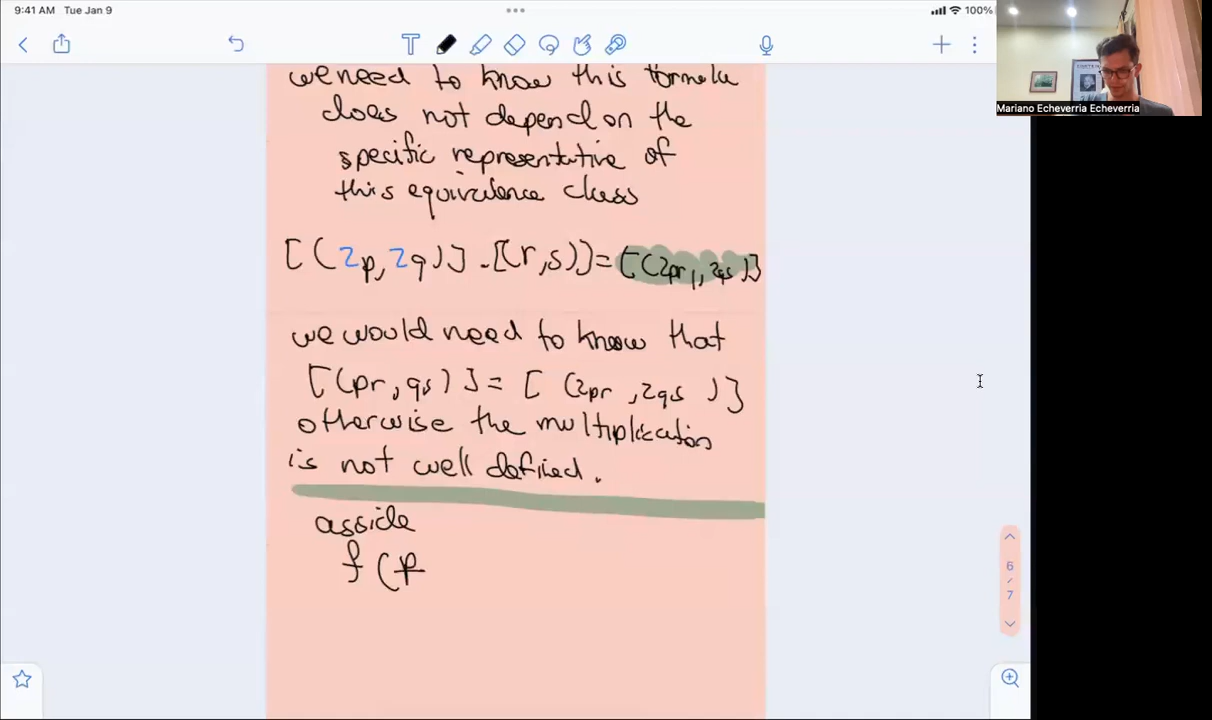 9:41 AM Tue Jan 9
100%
Mariano Echeverria Echeverria
we need to know this formula
does not depend on the
specific representative of
this equivalence class
[(2p,2q)].[(r,s)]=[(2pr,2qs)]
we would need to know that
[(pr,qs)]=[(2pr,2qs)]
otherwise the multiplication
is not well defined.
asside
f(p
6
/
7